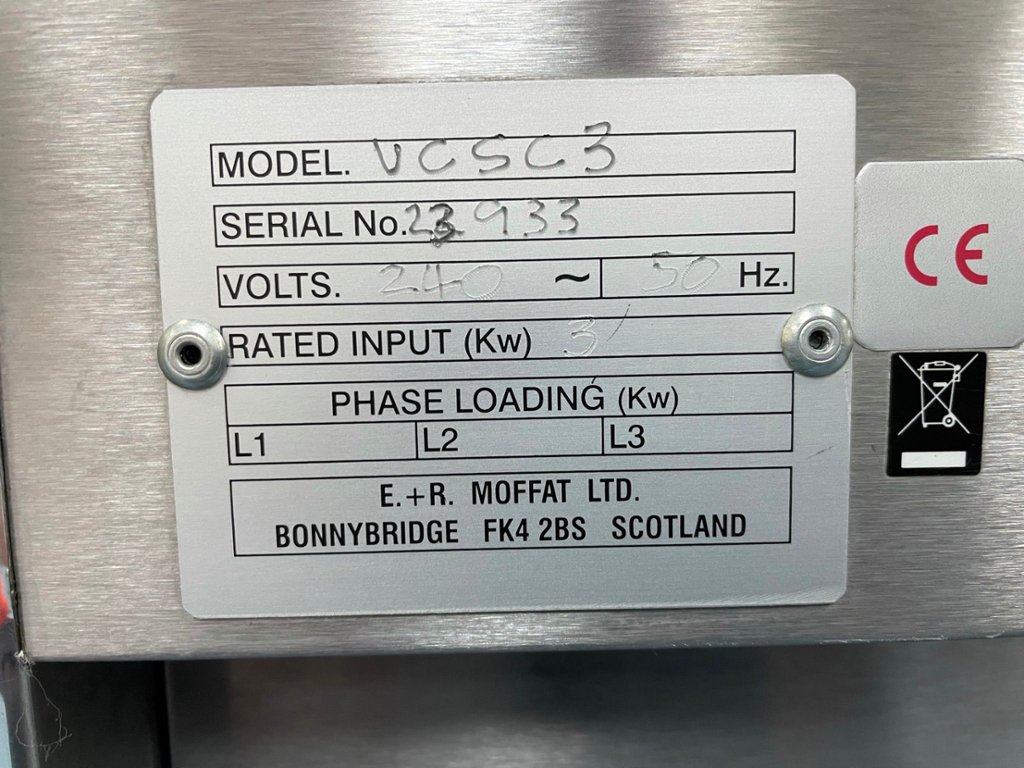 MODEL. VCSC3
SERIAL No. 23933
VOLTS. 240 ~ 50 Hz.
RATED INPUT (Kw) 3
PHASE LOADING (Kw)
L1 L2 L3
E.+R. MOFFAT LTD.
BONNYBRIDGE FK4 2BS SCOTLAND
CE